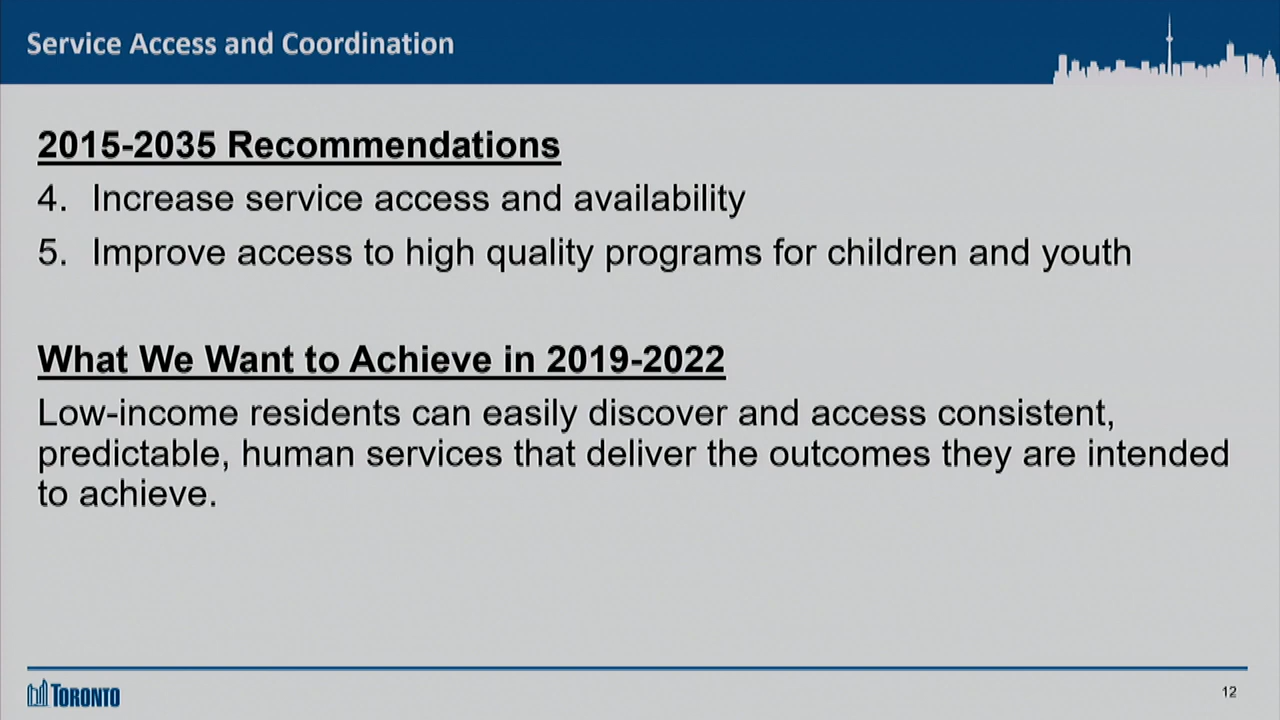 Service Access and Coordination
2015-2035 Recommendations
4. Increase service access and availability
5. Improve access to high quality programs for children and youth
What We Want to Achieve in 2019-2022
Low-income residents can easily discover and access consistent,
predictable, human services that deliver the outcomes they are intended
to achieve.
TORONTO
12